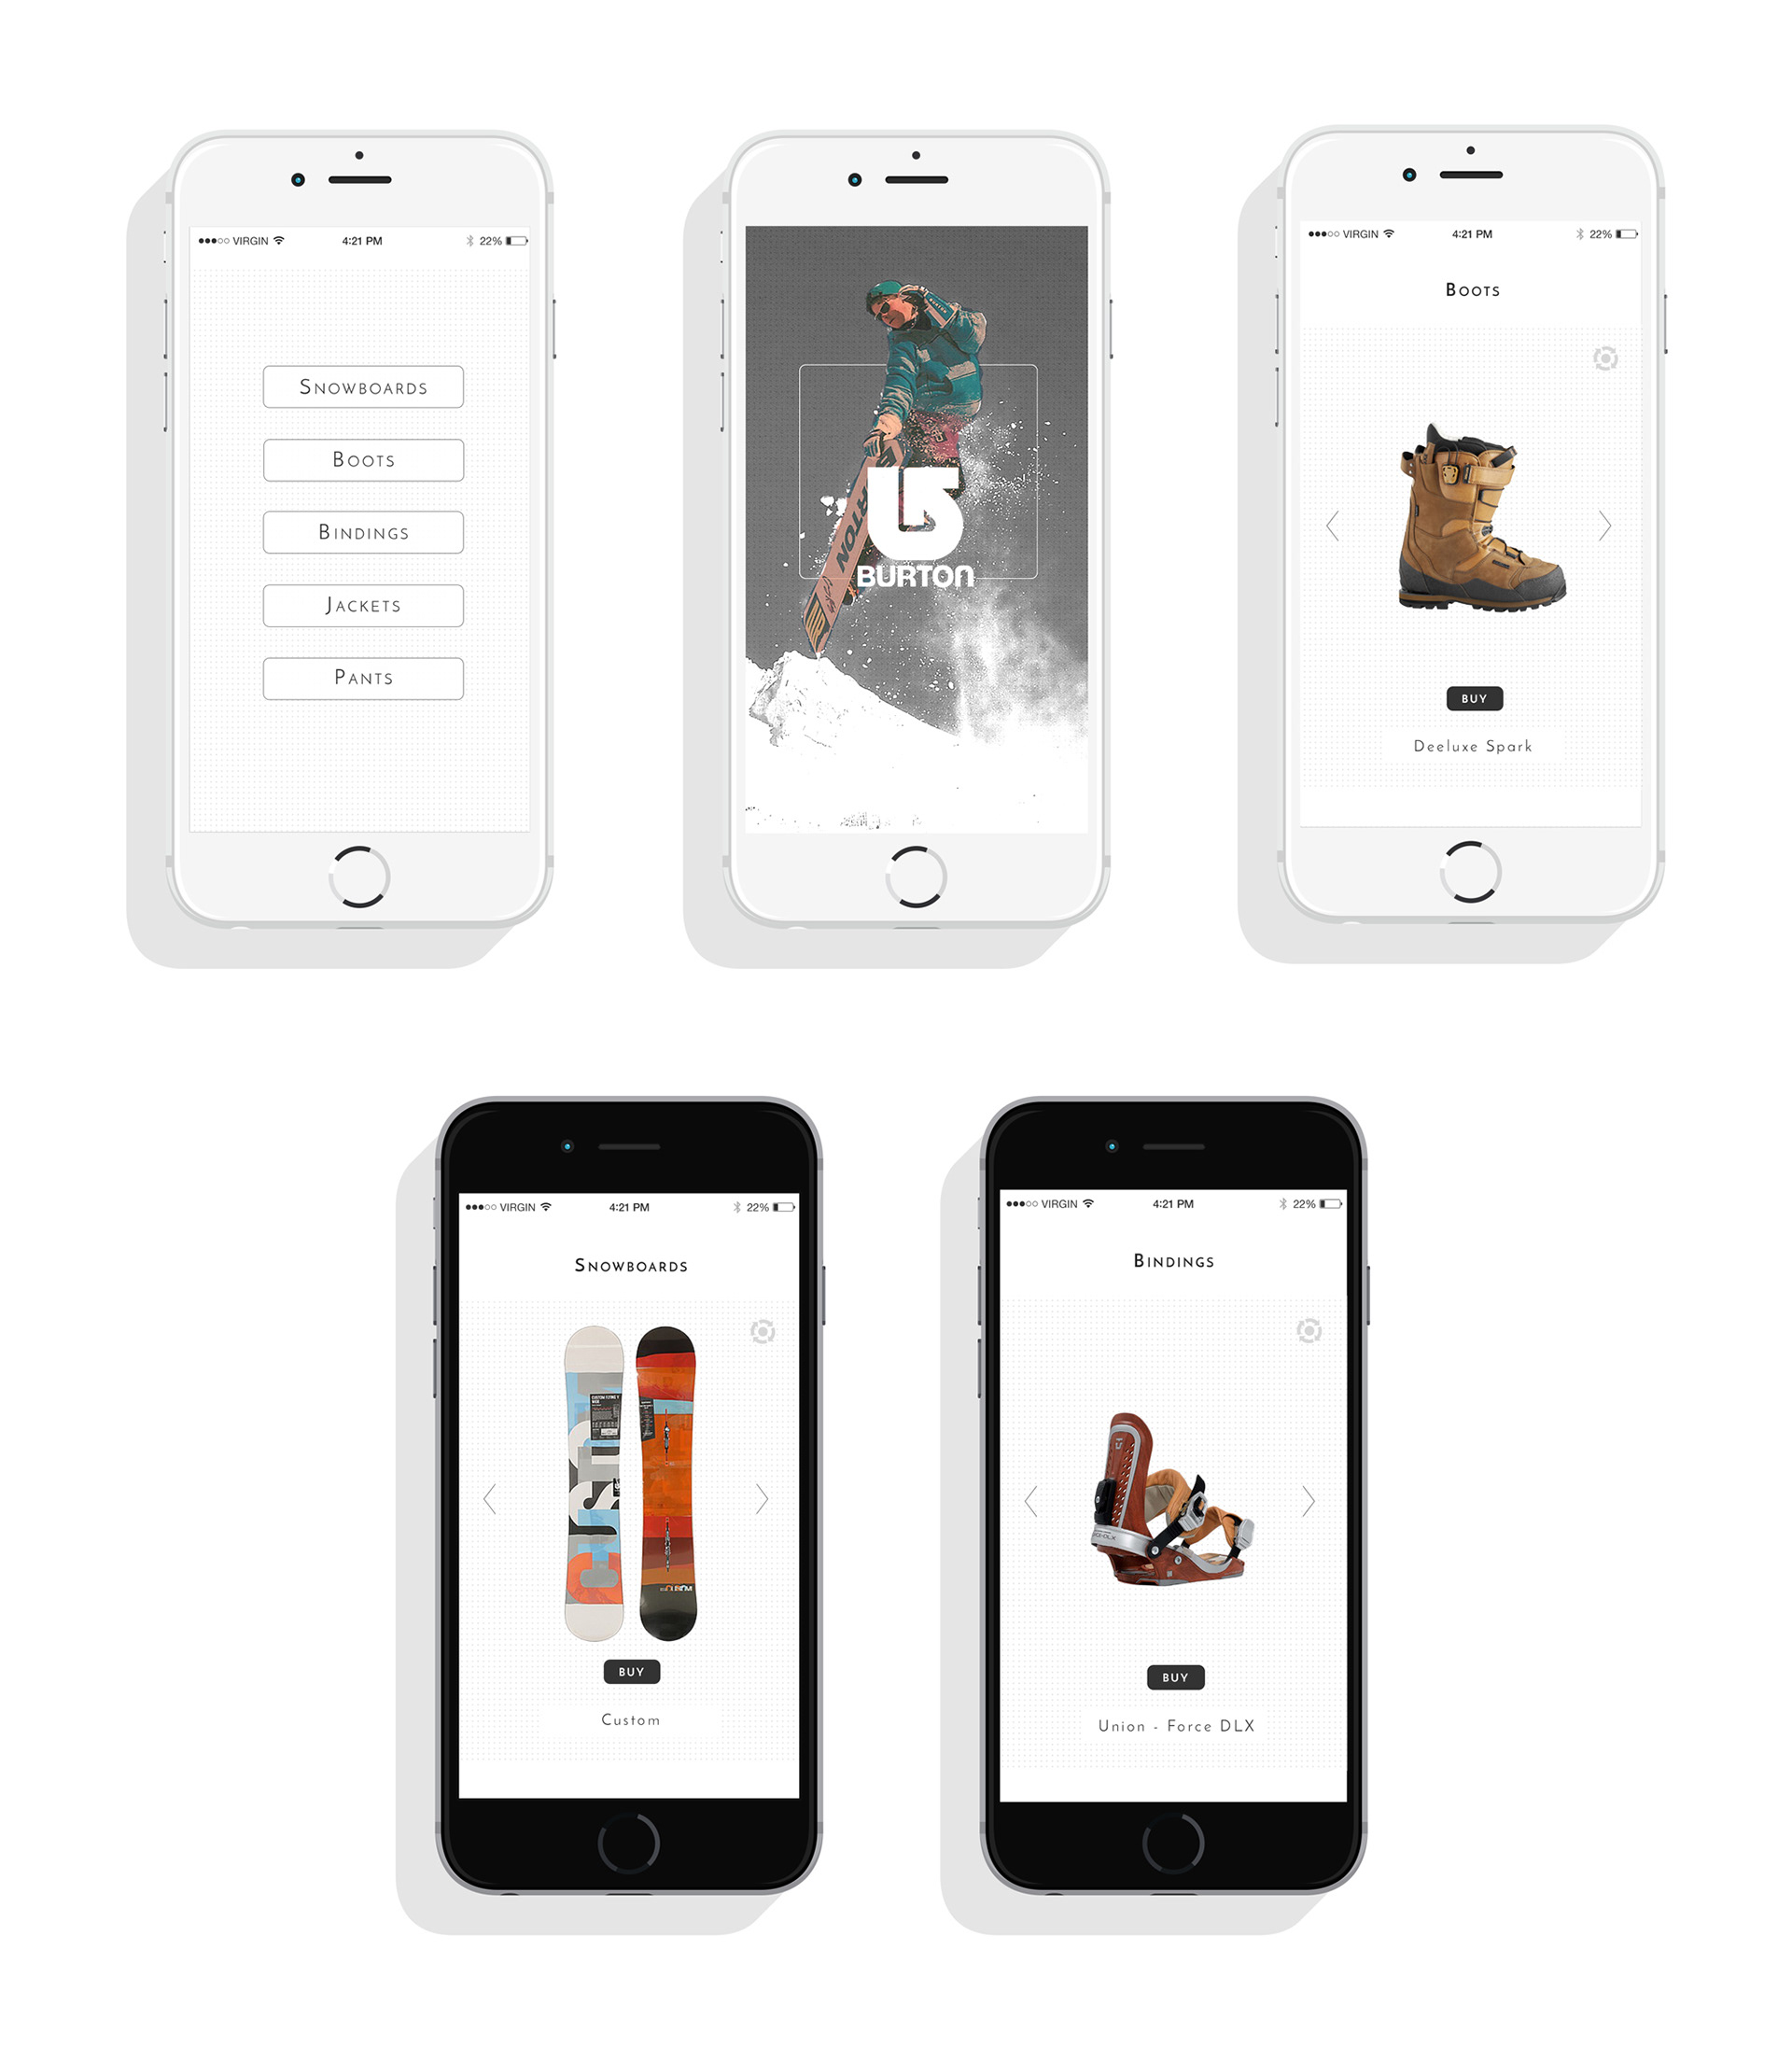 VIRGIN 4:21 PM 22%
SNOWBOARDS
BOOTS
BINDINGS
JACKETS
PANTS
BURTON
BURTON
VIRGIN 4:21 PM 22%
BOOTS
BUY
Deeluxe Spark
VIRGIN 4:21 PM 22%
SNOWBOARDS
BUY
Custom
VIRGIN 4:21 PM 22%
BINDINGS
BUY
Union - Force DLX